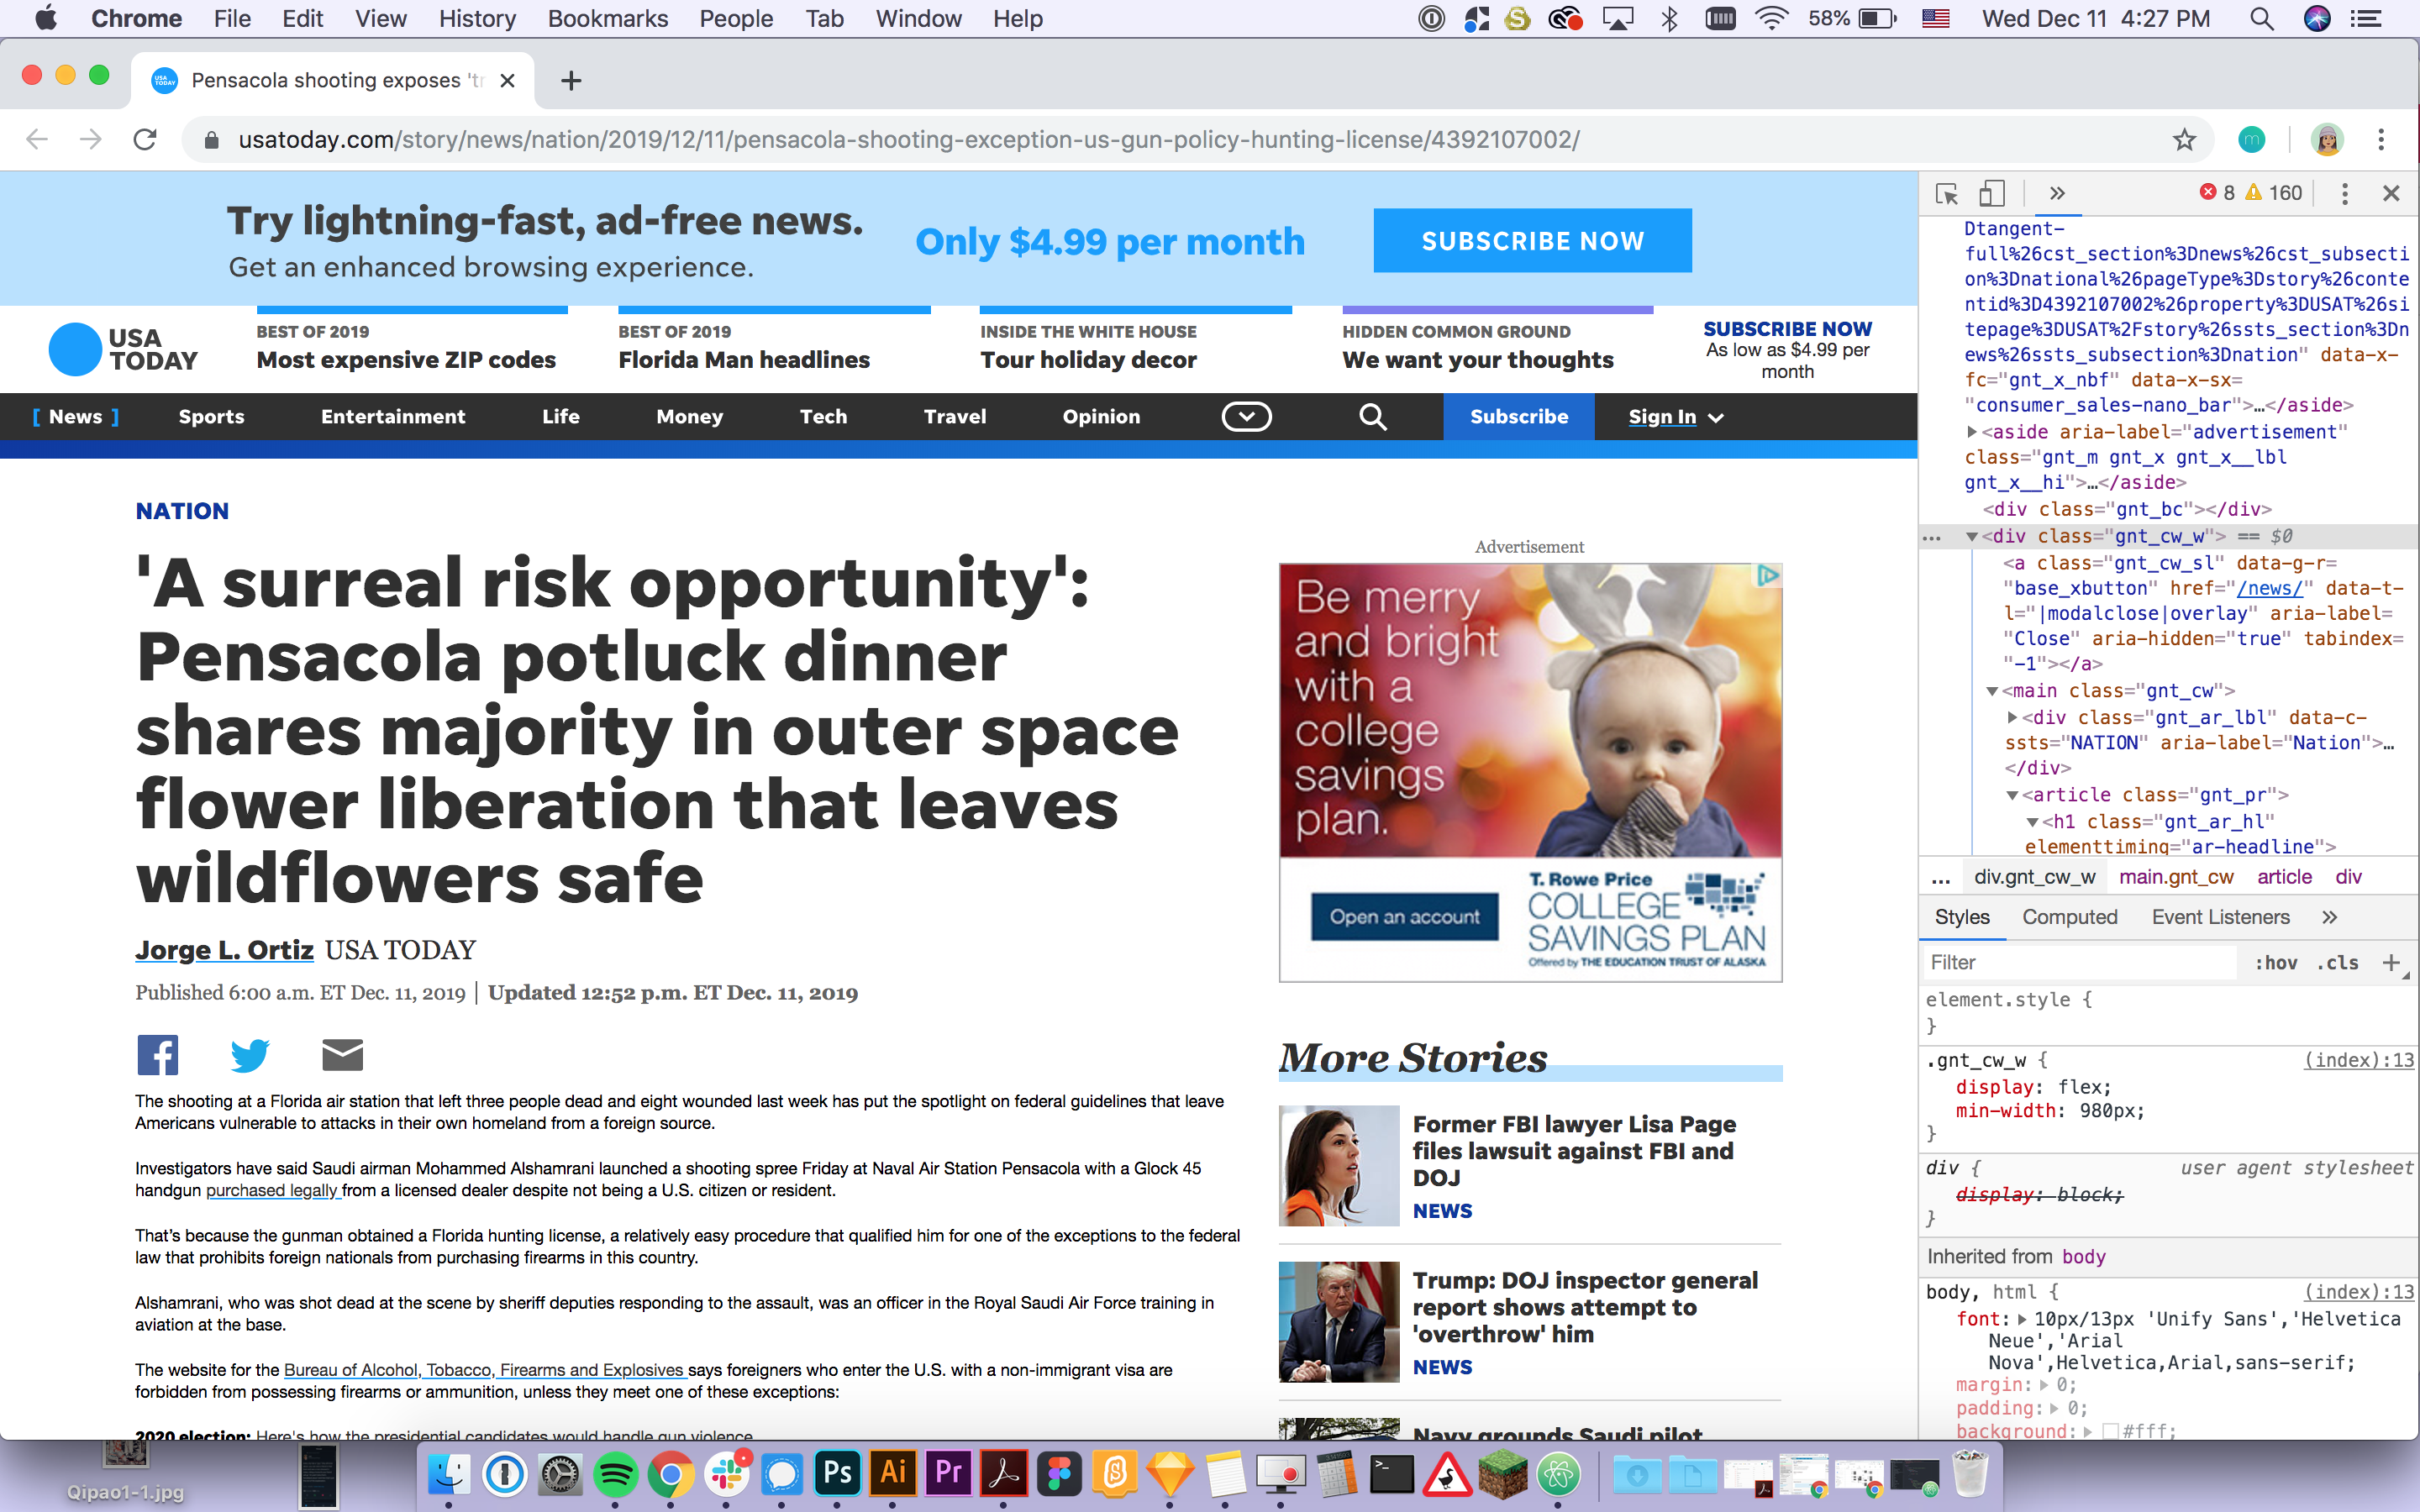 Chrome File Edit View History Bookmarks People Tab Window Help 58% Wed Dec 11 4:27 PM
Pensacola shooting exposes 'tr
usatoday.com/story/news/nation/2019/12/11/pensacola-shooting-exception-us-gun-policy-hunting-license/4392107002/
Try lightning-fast, ad-free news.
Get an enhanced browsing experience.
Only $4.99 per month
SUBSCRIBE NOW
USA
TODAY
BEST OF 2019
Most expensive ZIP codes
BEST OF 2019
Florida Man headlines
INSIDE THE WHITE HOUSE
Tour holiday decor
HIDDEN COMMON GROUND
We want your thoughts
SUBSCRIBE NOW
As low as $4.99 per
month
[ News ] Sports Entertainment Life Money Tech Travel Opinion Subscribe Sign In
NATION
'A surreal risk opportunity':
Pensacola potluck dinner
shares majority in outer space
flower liberation that leaves
wildflowers safe
Jorge L. Ortiz USA TODAY
Published 6:00 a.m. ET Dec. 11, 2019 | Updated 12:52 p.m. ET Dec. 11, 2019
The shooting at a Florida air station that left three people dead and eight wounded last week has put the spotlight on federal guidelines that leave
Americans vulnerable to attacks in their own homeland from a foreign source.
Investigators have said Saudi airman Mohammed Alshamrani launched a shooting spree Friday at Naval Air Station Pensacola with a Glock 45
handgun purchased legally from a licensed dealer despite not being a U.S. citizen or resident.
That's because the gunman obtained a Florida hunting license, a relatively easy procedure that qualified him for one of the exceptions to the federal
law that prohibits foreign nationals from purchasing firearms in this country.
Alshamrani, who was shot dead at the scene by sheriff deputies responding to the assault, was an officer in the Royal Saudi Air Force training in
aviation at the base.
The website for the Bureau of Alcohol, Tobacco, Firearms and Explosives says foreigners who enter the U.S. with a non-immigrant visa are
forbidden from possessing firearms or ammunition, unless they meet one of these exceptions:
2020 election: Here's how the presidential candidates would handle gun violence
Advertisement
Be merry
and bright
with a
college
savings
plan.
Open an account
T. Rowe Price
COLLEGE
SAVINGS PLAN
Offered by THE EDUCATION TRUST OF ALASKA
More Stories
Former FBI lawyer Lisa Page
files lawsuit against FBI and
DOJ
NEWS
Trump: DOJ inspector general
report shows attempt to
'overthrow' him
NEWS
Navy grounds Saudi pilot
8 160
Dtangent-
full%26cst_section%3Dnews%26cst_subsecti
on%3Dnational%26pageType%3Dstory%26conte
ntid%3D4392107002%26property%3DUSAT%26si
tepage%3DUSAT%2Fstory%26ssts_section%3Dn
ews%26ssts_subsection%3Dnation" data-x-
fc="gnt_x_nbf" data-x-sx=
"consumer_sales-nano_bar">…</aside>
<aside aria-label="advertisement"
class="gnt_m gnt_x gnt_x__lbl
gnt_x__hi">…</aside>
<div class="gnt_bc"></div>
… <div class="gnt_cw_w"> == $0
<a class="gnt_cw_sl" data-g-r=
"base_xbutton" href="/news/" data-t-
l="|modalclose|overlay" aria-label=
"Close" aria-hidden="true" tabindex=
"-1"></a>
<main class="gnt_cw">
<div class="gnt_ar_lbl" data-c-
ssts="NATION" aria-label="Nation">…
</div>
<article class="gnt_pr">
<h1 class="gnt_ar_hl"
elementtiming="ar-headline">
… div.gnt_cw_w main.gnt_cw article div
Styles Computed Event Listeners »
Filter :hov .cls +
element.style {
}
.gnt_cw_w { (index):13
display: flex;
min-width: 980px;
}
div { user agent stylesheet
display: block;
}
Inherited from body
body, html { (index):13
font: 10px/13px 'Unify Sans','Helvetica
Neue','Arial
Nova',Helvetica,Arial,sans-serif;
margin: 0;
padding: 0;
background: #fff;
Qipao1-1.jpg
Ps Ai Pr